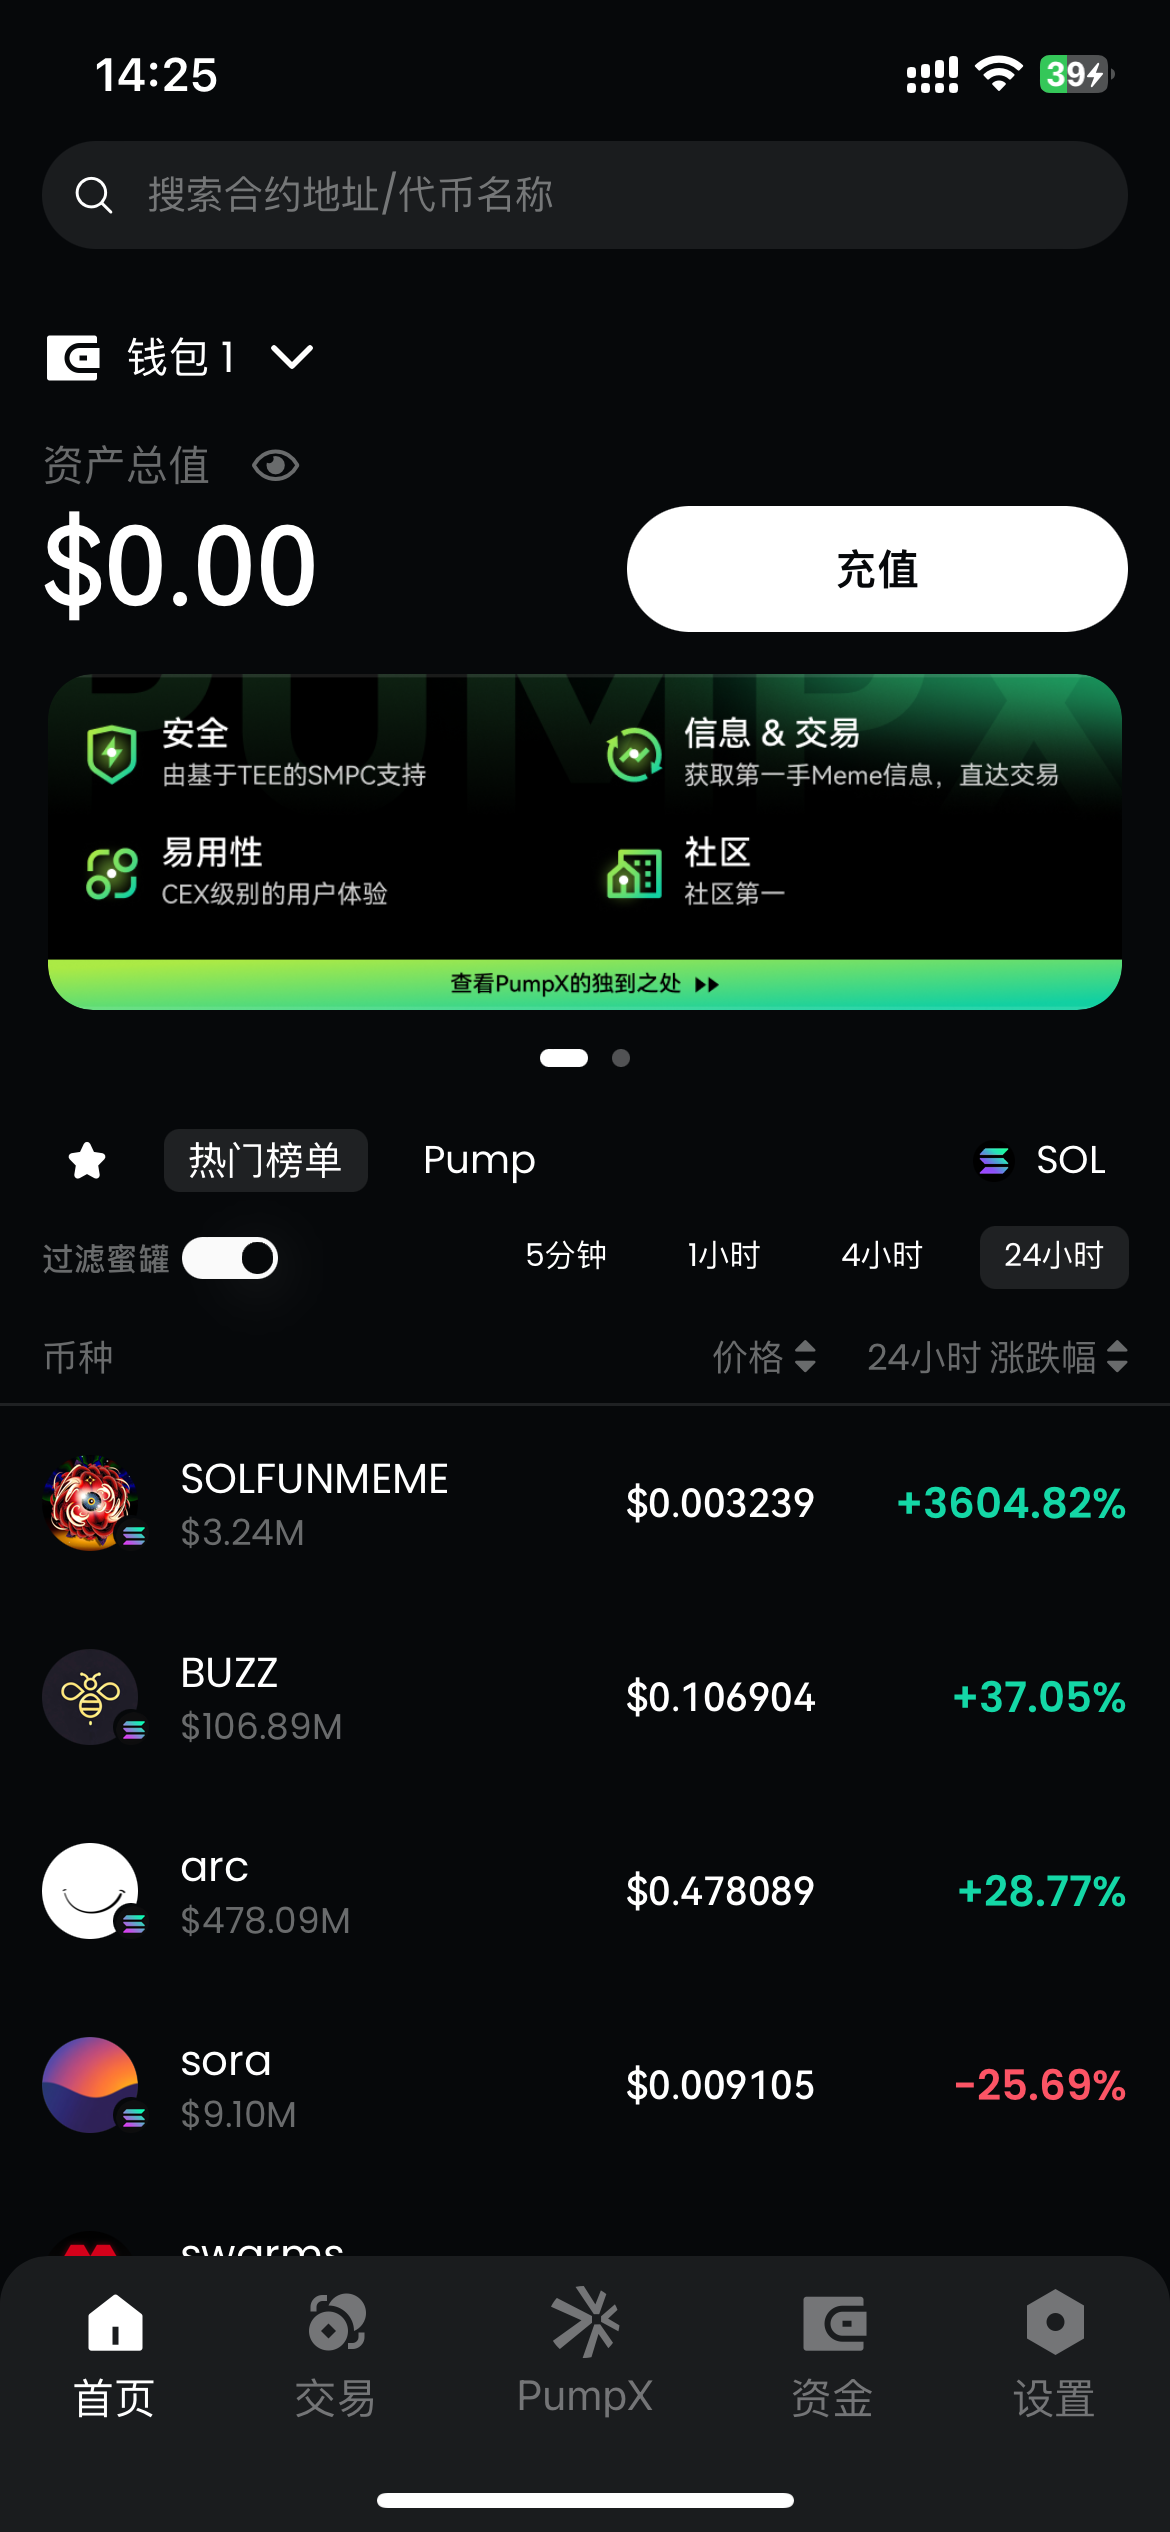 14:25
39
搜索合约地址/代币名称
钱包 1
资产总值
$0.00
充值
PUMPX
安全
由基于TEE的SMPC支持
信息 & 交易
获取第一手Meme信息，直达交易
易用性
CEX级别的用户体验
社区
社区第一
查看PumpX的独到之处
热门榜单 Pump SOL
过滤蜜罐 5分钟 1小时 4小时 24小时
币种 价格 24小时 涨跌幅
SOLFUNMEME
$3.24M
$0.003239 +3604.82%
BUZZ
$106.89M
$0.106904 +37.05%
arc
$478.09M
$0.478089 +28.77%
sora
$9.10M
$0.009105 -25.69%
swarms
首页 交易 PumpX 资金 设置